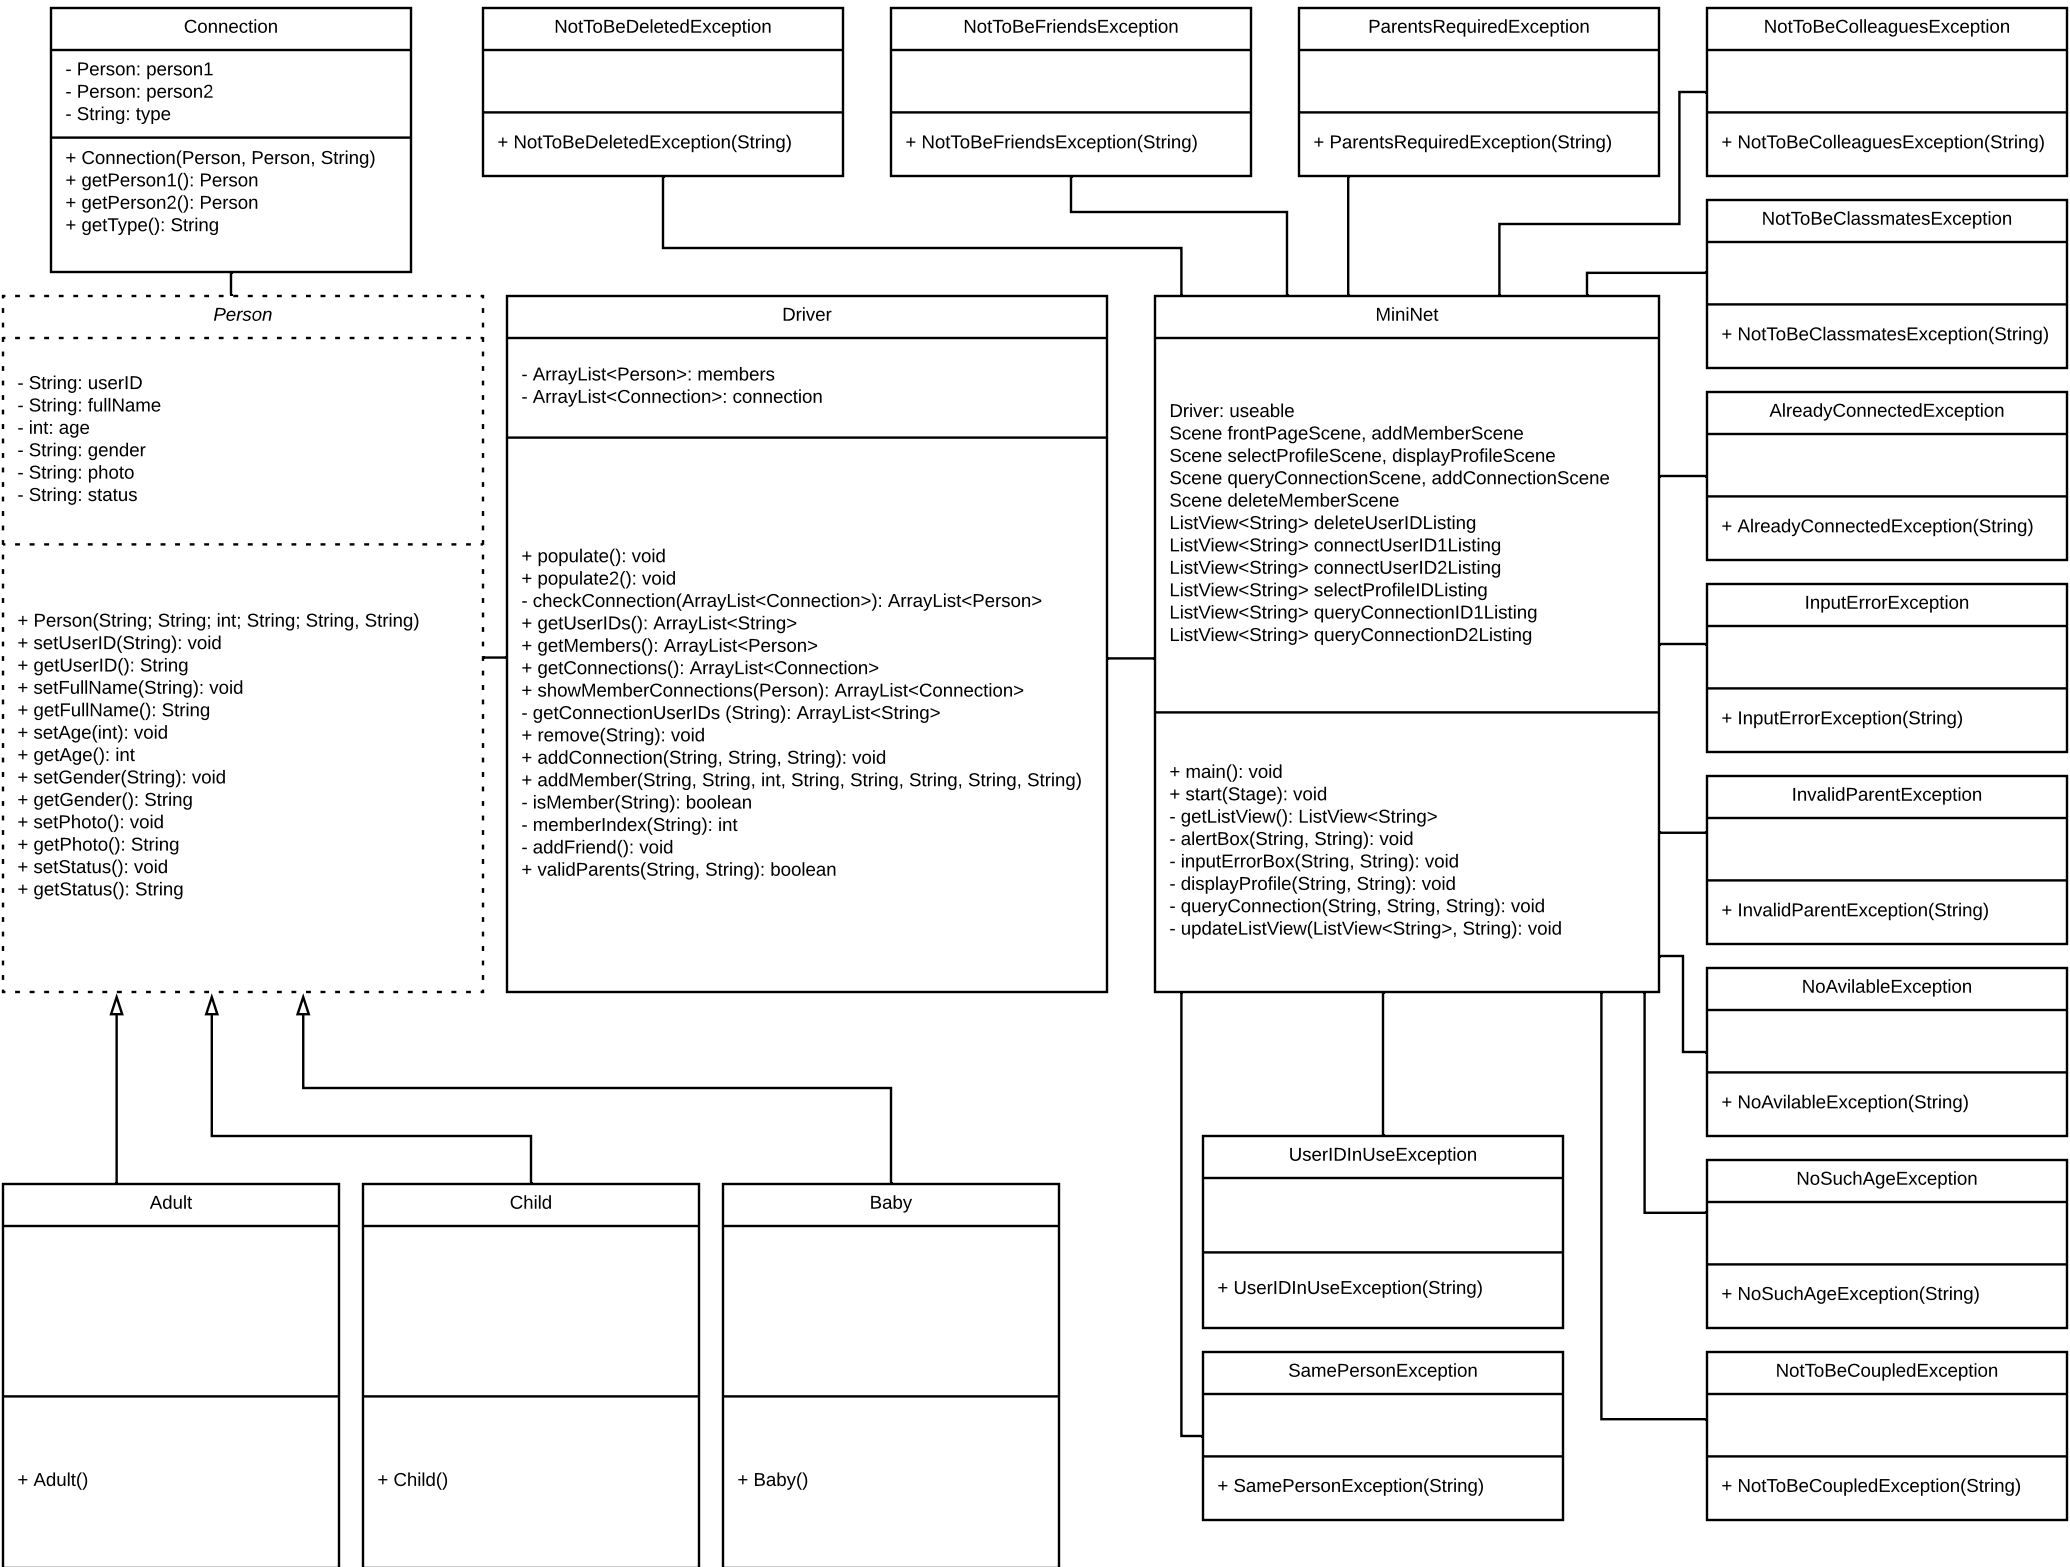 Connection
- Person: person1
- Person: person2
- String: type
+ Connection(Person, Person, String)
+ getPerson1(): Person
+ getPerson2(): Person
+ getType(): String
NotToBeDeletedException
+ NotToBeDeletedException(String)
NotToBeFriendsException
+ NotToBeFriendsException(String)
ParentsRequiredException
+ ParentsRequiredException(String)
NotToBeColleaguesException
+ NotToBeColleaguesException(String)
NotToBeClassmatesException
+ NotToBeClassmatesException(String)
Person
- String: userID
- String: fullName
- int: age
- String: gender
- String: photo
- String: status
+ Person(String; String; int; String; String, String)
+ setUserID(String): void
+ getUserID(): String
+ setFullName(String): void
+ getFullName(): String
+ setAge(int): void
+ getAge(): int
+ setGender(String): void
+ getGender(): String
+ setPhoto(): void
+ getPhoto(): String
+ setStatus(): void
+ getStatus(): String
Driver
- ArrayList<Person>: members
- ArrayList<Connection>: connection
+ populate(): void
+ populate2(): void
- checkConnection(ArrayList<Connection>): ArrayList<Person>
+ getUserIDs(): ArrayList<String>
+ getMembers(): ArrayList<Person>
+ getConnections(): ArrayList<Connection>
+ showMemberConnections(Person): ArrayList<Connection>
- getConnectionUserIDs (String): ArrayList<String>
+ remove(String): void
+ addConnection(String, String, String): void
+ addMember(String, String, int, String, String, String, String, String)
- isMember(String): boolean
- memberIndex(String): int
- addFriend(): void
+ validParents(String, String): boolean
MiniNet
Driver: useable
Scene frontPageScene, addMemberScene
Scene selectProfileScene, displayProfileScene
Scene queryConnectionScene, addConnectionScene
Scene deleteMemberScene
ListView<String> deleteUserIDListing
ListView<String> connectUserID1Listing
ListView<String> connectUserID2Listing
ListView<String> selectProfileIDListing
ListView<String> queryConnectionID1Listing
ListView<String> queryConnectionD2Listing
+ main(): void
+ start(Stage): void
- getListView(): ListView<String>
- alertBox(String, String): void
- inputErrorBox(String, String): void
- displayProfile(String, String): void
- queryConnection(String, String, String): void
- updateListView(ListView<String>, String): void
AlreadyConnectedException
+ AlreadyConnectedException(String)
InputErrorException
+ InputErrorException(String)
InvalidParentException
+ InvalidParentException(String)
NoAvilableException
+ NoAvilableException(String)
NoSuchAgeException
+ NoSuchAgeException(String)
NotToBeCoupledException
+ NotToBeCoupledException(String)
UserIDInUseException
+ UserIDInUseException(String)
SamePersonException
+ SamePersonException(String)
Adult
+ Adult()
Child
+ Child()
Baby
+ Baby()